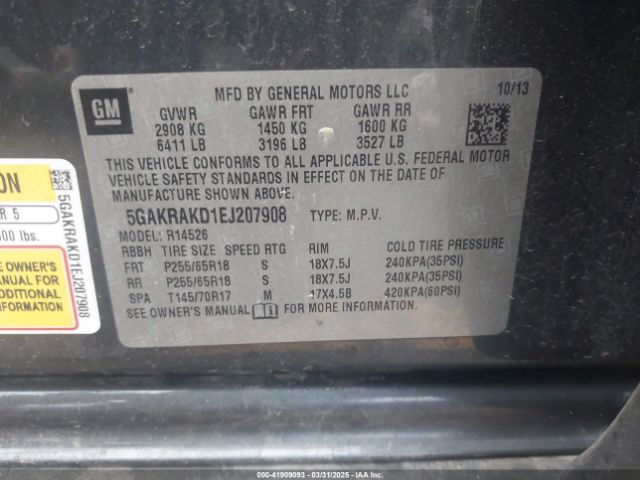 GM
MFD BY GENERAL MOTORS LLC 10/13
GVWR GAWR FRT GAWR RR
2908 KG 1450 KG 1600 KG
6411 LB 3196 LB 3527 LB
THIS VEHICLE CONFORMS TO ALL APPLICABLE U.S. FEDERAL MOTOR
VEHICLE SAFETY STANDARDS IN EFFECT ON THE DATE OF
MANUFACTURE SHOWN ABOVE.
5GAKRAKD1EJ207908 TYPE: M.P.V.
MODEL: R14526
RBBH TIRE SIZE SPEED RTG RIM COLD TIRE PRESSURE
FRT P255/65R18 S 18X7.5J 240KPA(35PSI)
RR P255/65R18 S 18X7.5J 240KPA(35PSI)
SPA T145/70R17 M 17X4.5B 420KPA(60PSI)
SEE OWNER'S MANUAL FOR MORE INFORMATION.
ON
R 5
00 lbs.
E OWNER'S
ANUAL FOR
ADDITIONAL
ORMATION
5GAKRAKD1EJ207908
000-41909093 - 03/31/2025 - IAA, Inc.